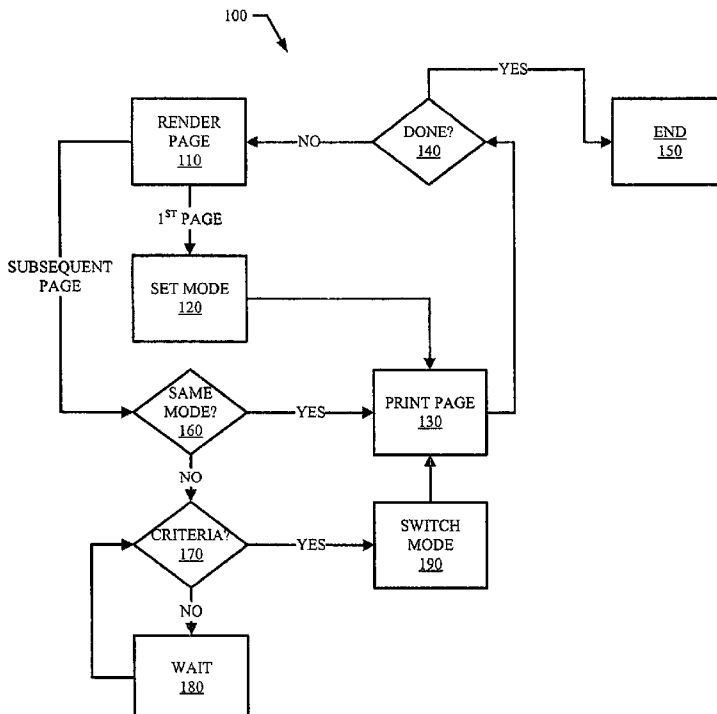 100
YES
RENDER
PAGE
110
NO
DONE?
140
END
150
1ST PAGE
SUBSEQUENT
PAGE
SET MODE
120
SAME
MODE?
160
YES
PRINT PAGE
130
NO
CRITERIA?
170
YES
SWITCH
MODE
190
NO
WAIT
180